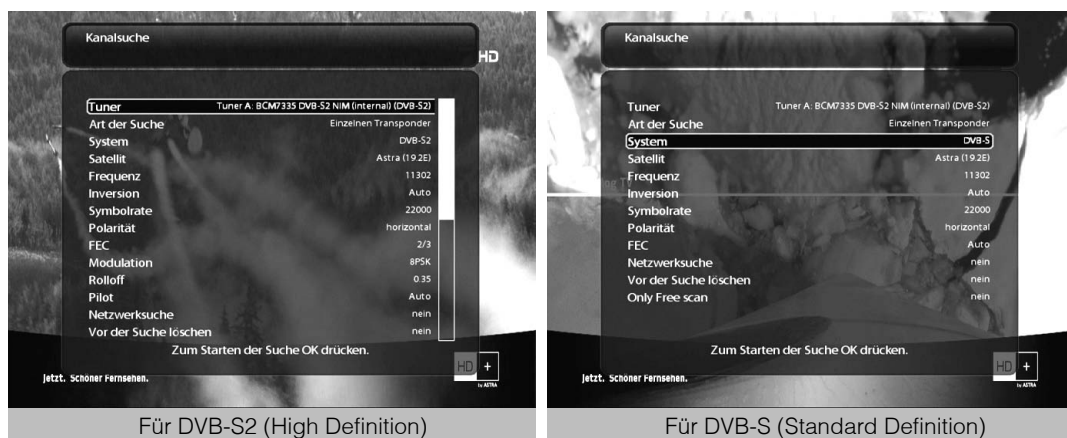 Kanalsuche
HD
Tuner Tuner A: BCM7335 DVB-S2 NIM (internal) (DVB-S2)
Art der Suche Einzelnen Transponder
System DVB-S2
Satellit Astra (19.2E)
Frequenz 11302
Inversion Auto
Symbolrate 22000
Polarität horizontal
FEC 2/3
Modulation 8PSK
Rolloff 0.35
Pilot Auto
Netzwerksuche nein
Vor der Suche löschen nein
Zum Starten der Suche OK drücken.
HD +
Jetzt. Schöner Fernsehen.
by ASTRA
Für DVB-S2 (High Definition)
Kanalsuche
Tuner Tuner A: BCM7335 DVB-S2 NIM (internal) (DVB-S2)
Art der Suche Einzelnen Transponder
System DVB-S
Satellit Astra (19.2E)
Frequenz 11302
Inversion Auto
Symbolrate 22000
Polarität horizontal
FEC Auto
Netzwerksuche nein
Vor der Suche löschen nein
Only Free scan nein
Zum Starten der Suche OK drücken.
HD +
Jetzt. Schöner Fernsehen.
by ASTRA
Für DVB-S (Standard Definition)